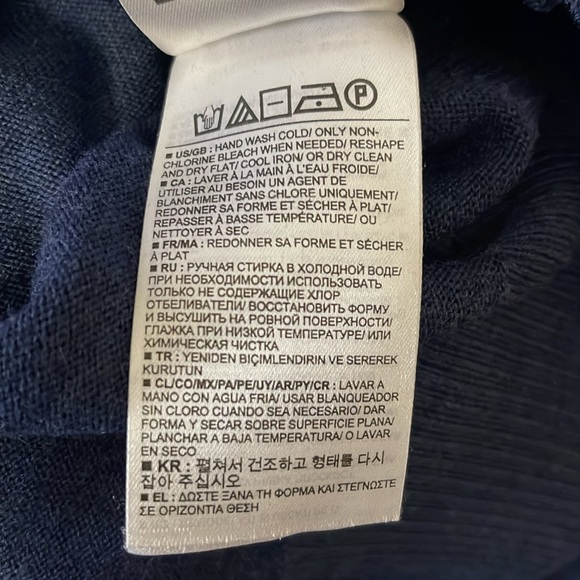 P
■ US/GB : HAND WASH COLD/ ONLY NON-
CHLORINE BLEACH WHEN NEEDED/ RESHAPE
AND DRY FLAT/ COOL IRON/ OR DRY CLEAN
■ CA : LAVER À LA MAIN À L'EAU FROIDE/
UTILISER AU BESOIN UN AGENT DE
BLANCHIMENT SANS CHLORE UNIQUEMENT/
REDONNER SA FORME ET SÉCHER À PLAT/
REPASSER À BASSE TEMPÉRATURE/ OU
NETTOYER À SEC
■ FR/MA : REDONNER SA FORME ET SÉCHER
À PLAT
■ RU : РУЧНАЯ СТИРКА В ХОЛОДНОЙ ВОДЕ/
ПРИ НЕОБХОДИМОСТИ ИСПОЛЬЗОВАТЬ
ТОЛЬКО НЕ СОДЕРЖАЩИЕ ХЛОР
ОТБЕЛИВАТЕЛИ/ ВОССТАНОВИТЬ ФОРМУ
И ВЫСУШИТЬ НА РОВНОЙ ПОВЕРХНОСТИ/
ГЛАЖКА ПРИ НИЗКОЙ ТЕМПЕРАТУРЕ/ ИЛИ
ХИМИЧЕСКАЯ ЧИСТКА
■ TR : YENIDEN BIÇIMLENDIRIN VE SEREREK
KURUTUN
■ CL/CO/MX/PA/PE/UY/AR/PY/CR : LAVAR A
MANO CON AGUA FRIA/ USAR BLANQUEADOR
SIN CLORO CUANDO SEA NECESARIO/ DAR
FORMA Y SECAR SOBRE SUPERFICIE PLANA/
PLANCHAR A BAJA TEMPERATURA/ O LAVAR
EN SECO
■ KR : 펼쳐서 건조하고 형태를 다시
잡아 주십시오
■ EL : ΔΩΣΤΕ ΞΑΝΑ ΤΗ ΦΟΡΜΑ ΚΑΙ ΣΤΕΓΝΩΣΤΕ
ΣΕ ΟΡΙΖΟΝΤΙΑ ΘΕΣΗ